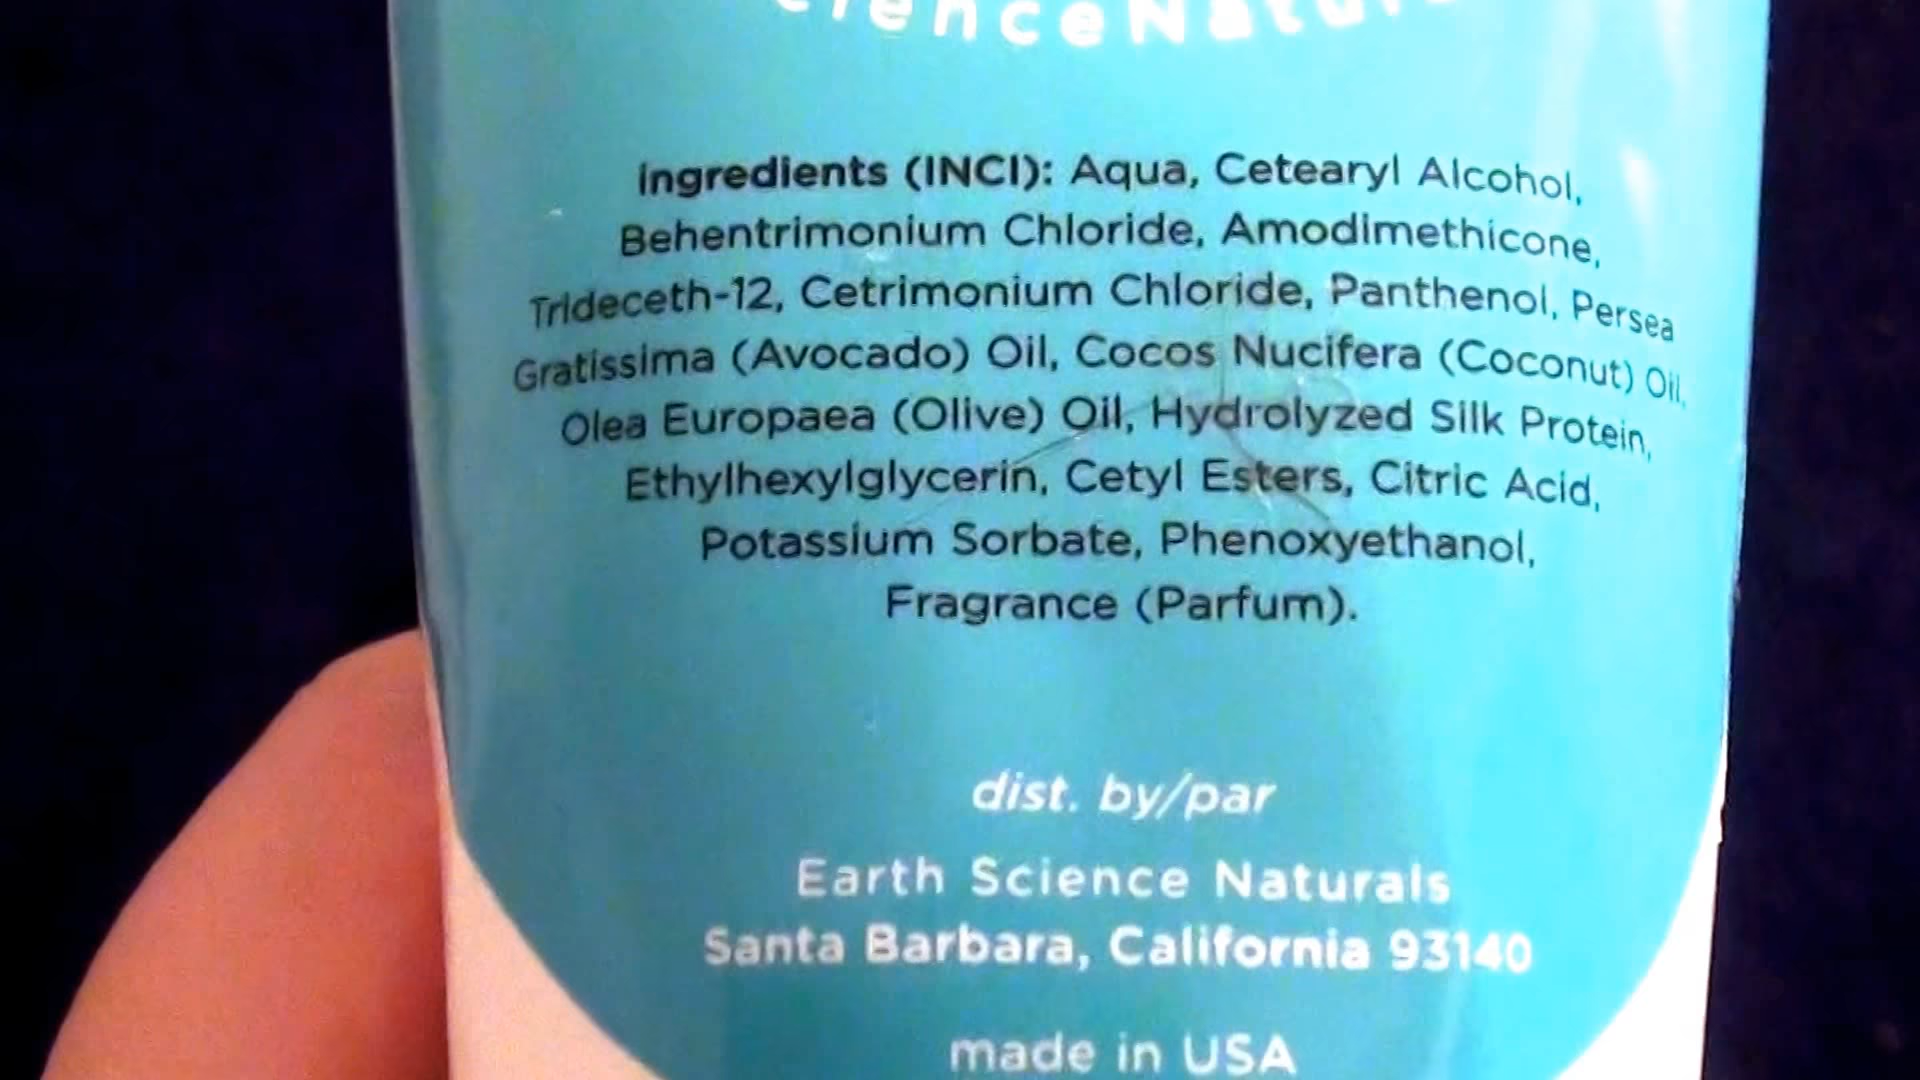 Ingredients (INCI): Aqua, Cetearyl Alcohol,
Behentrimonium Chloride, Amodimethicone,
Trideceth-12, Cetrimonium Chloride, Panthenol, Persea
Gratissima (Avocado) Oil, Cocos Nucifera (Coconut) Oil,
Olea Europaea (Olive) Oil, Hydrolyzed Silk Protein,
Ethylhexylglycerin, Cetyl Esters, Citric Acid,
Potassium Sorbate, Phenoxyethanol,
Fragrance (Parfum).
dist. by/par
Earth Science Naturals
Santa Barbara, California 93140
made in USA